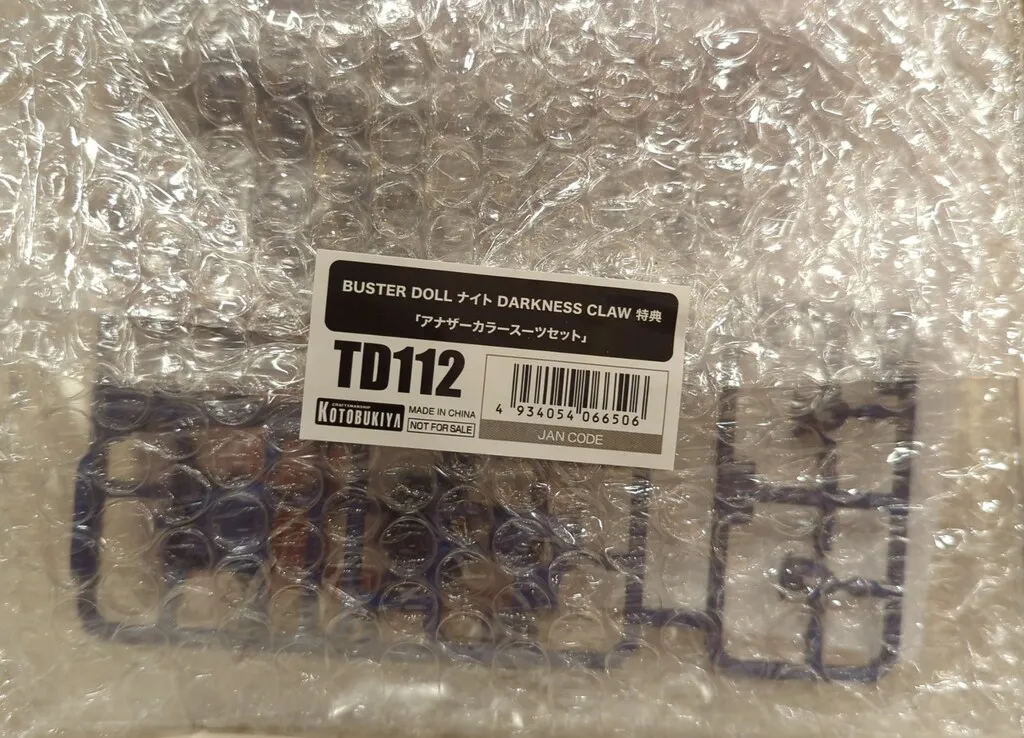 BUSTER DOLL ナイト DARKNESS CLAW 特典
「アナザーカラースーツセット」
TD112
CRAFTSMANSHIP
KOTOBUKIYA
MADE IN CHINA
NOT FOR SALE
4 934054 066506
JAN CODE